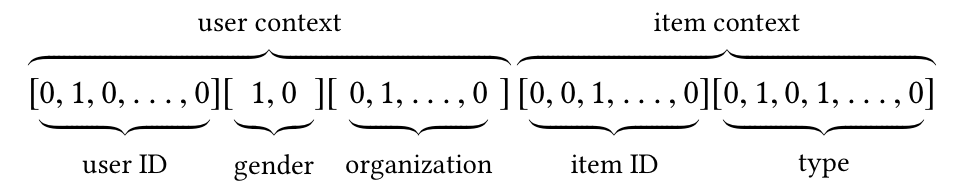 user context item context
[0, 1, 0, . . . , 0][ 1, 0 ][ 0, 1, . . . , 0 ] [0, 0, 1, . . . , 0][0, 1, 0, 1, . . . , 0]
user ID gender organization item ID type